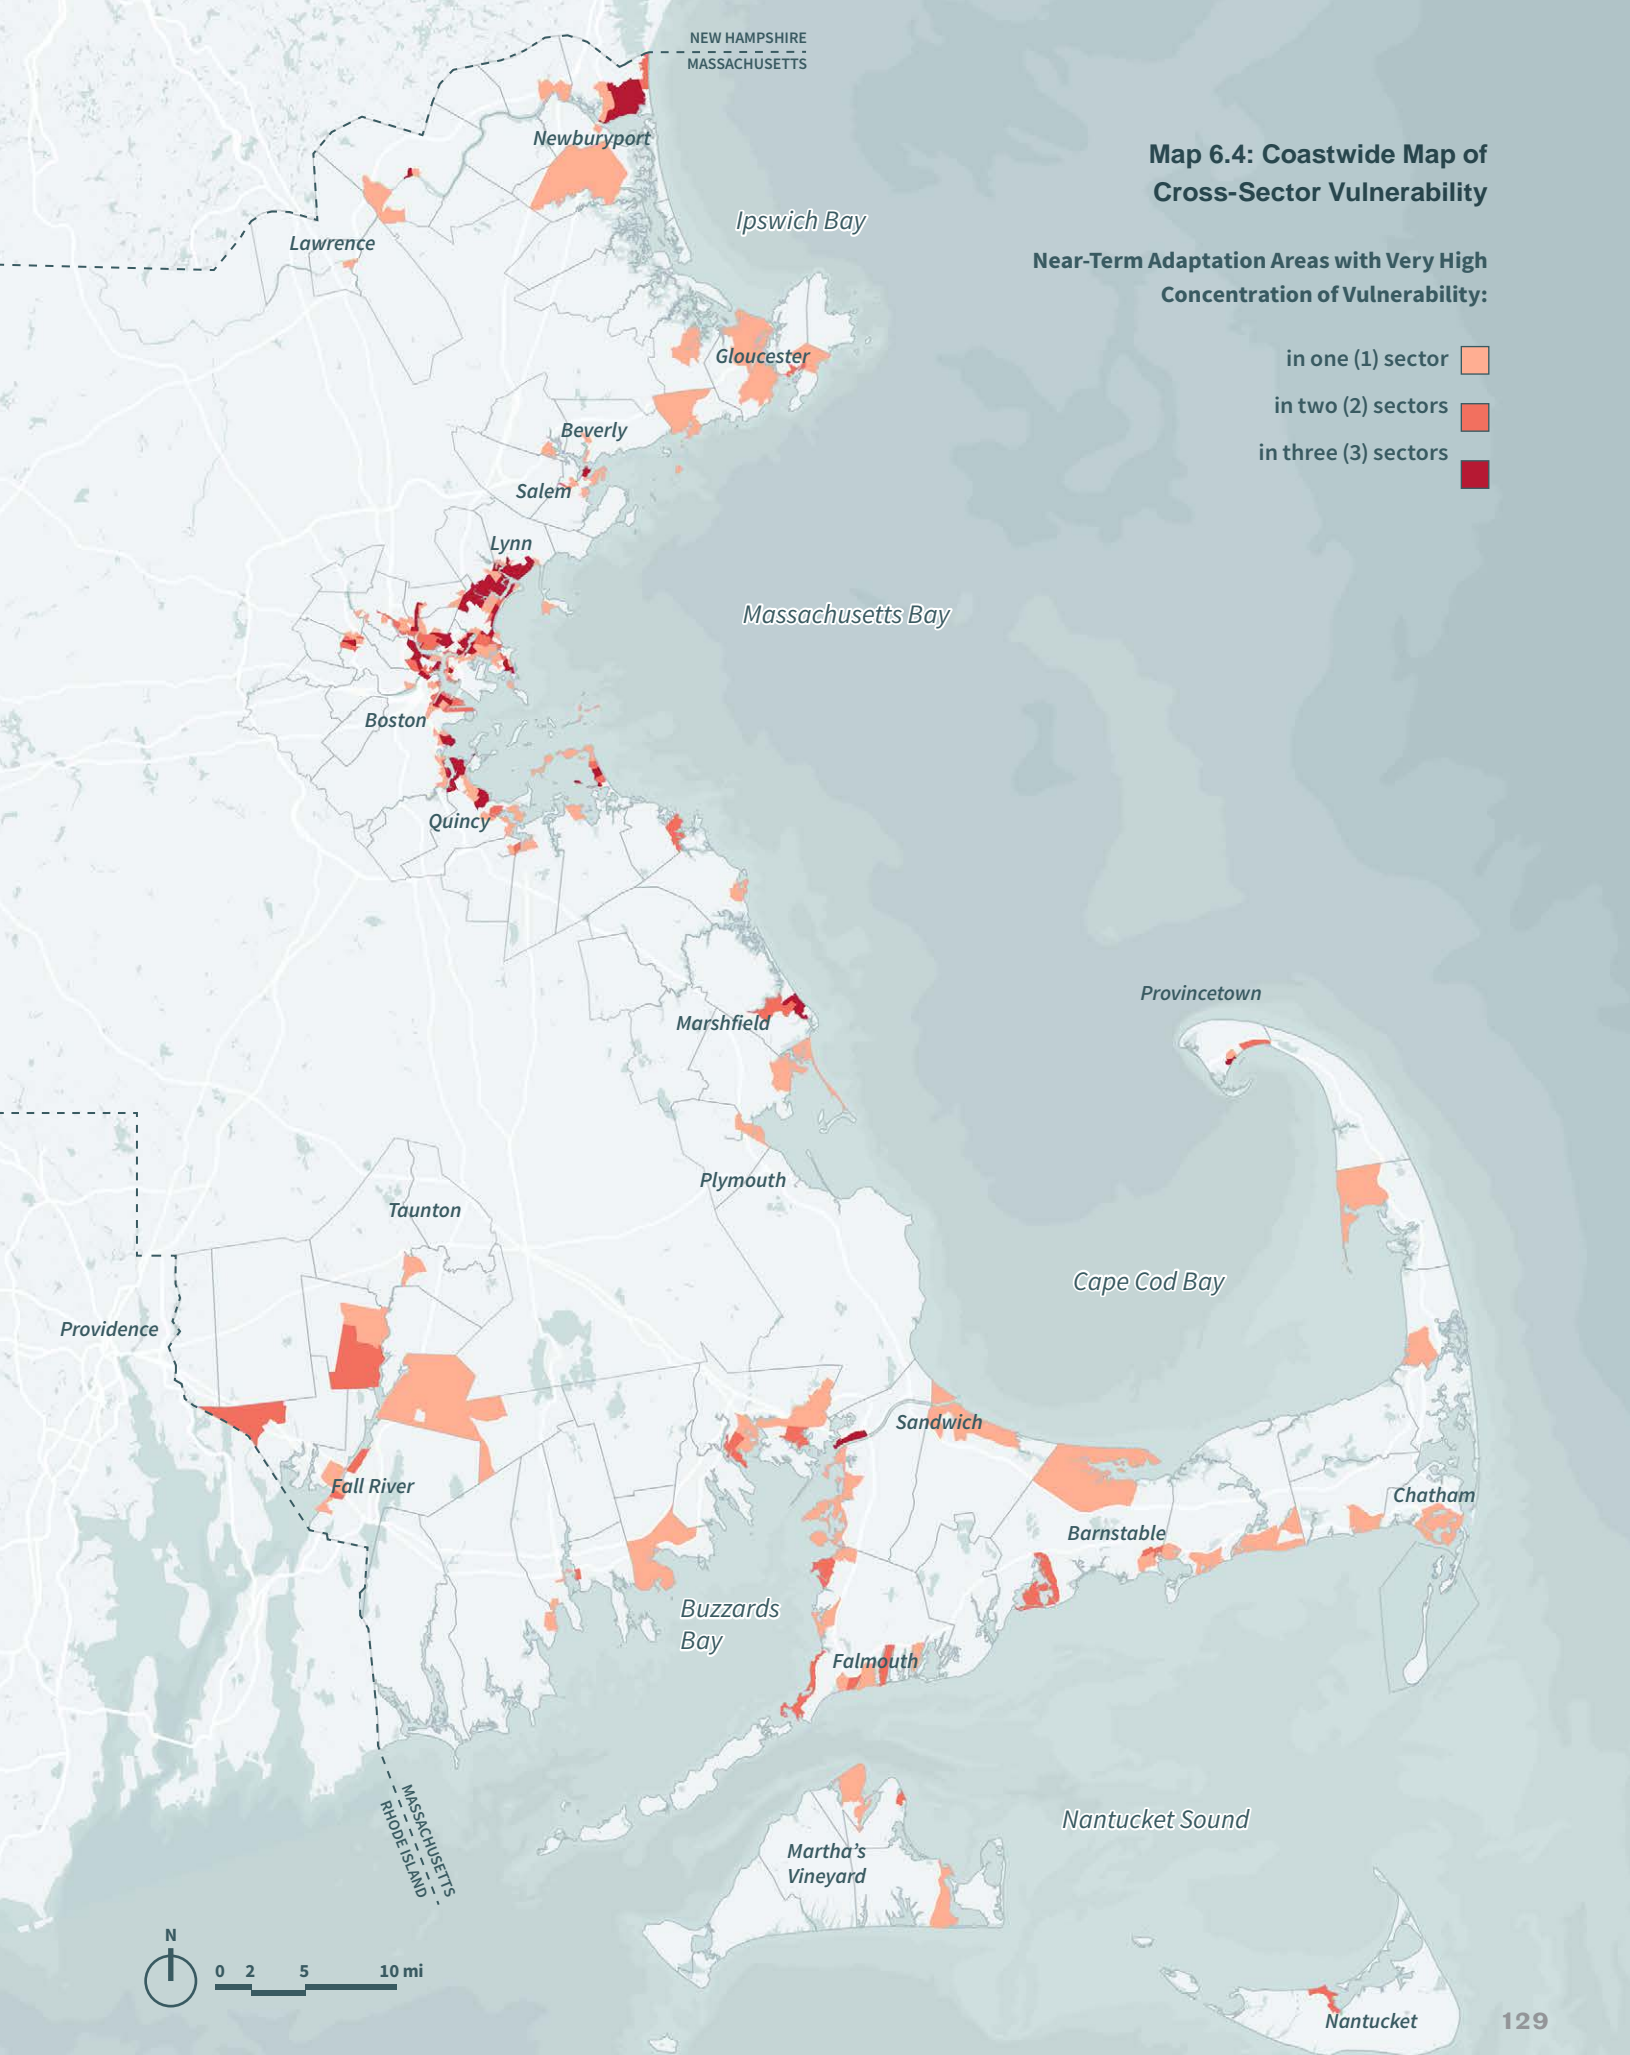 NEW HAMPSHIRE
MASSACHUSETTS
Newburyport
Map 6.4: Coastwide Map of
Cross-Sector Vulnerability
Ipswich Bay
Lawrence
Near-Term Adaptation Areas with Very High
Concentration of Vulnerability:
Gloucester
in one (1) sector
in two (2) sectors
in three (3) sectors
Beverly
Salem
Lynn
Massachusetts Bay
Boston
Quincy
Provincetown
Marshfield
Plymouth
Taunton
Cape Cod Bay
Providence
Sandwich
Fall River
Chatham
Barnstable
Buzzards
Bay
Falmouth
MASSACHUSETTS
RHODE ISLAND
Nantucket Sound
Martha's
Vineyard
N
0 2 5 10 mi
Nantucket
129